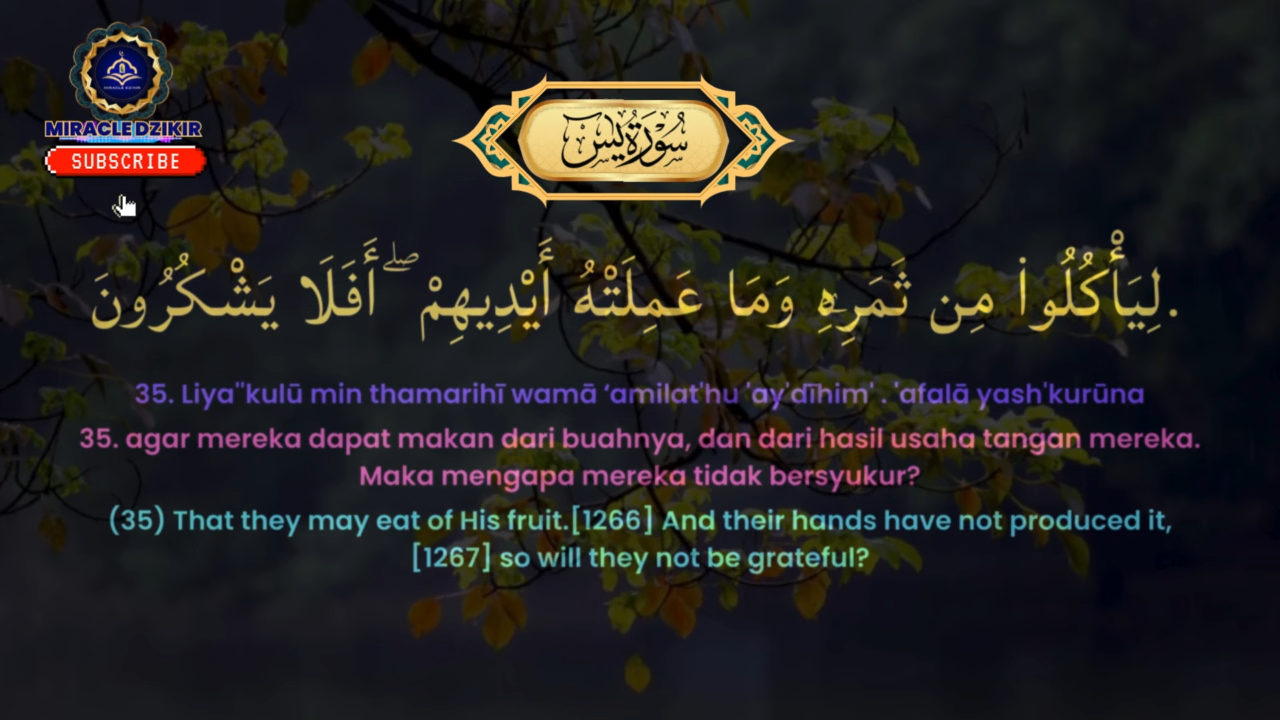 MIRACLE DZIKIR
SUBSCRIBE
سُورَةُ يس
لِيَأْكُلُوا۟ مِن ثَمَرِهِۦ وَمَا عَمِلَتْهُ أَيْدِيهِمْ ۖ أَفَلَا يَشْكُرُونَ.
35. Liya''kulū min thamarihī wamā ‘amilat'hu 'ay'dīhim' . 'afalā yash'kurūna
35. agar mereka dapat makan dari buahnya, dan dari hasil usaha tangan mereka.
Maka mengapa mereka tidak bersyukur?
(35) That they may eat of His fruit.[1266] And their hands have not produced it,
[1267] so will they not be grateful?